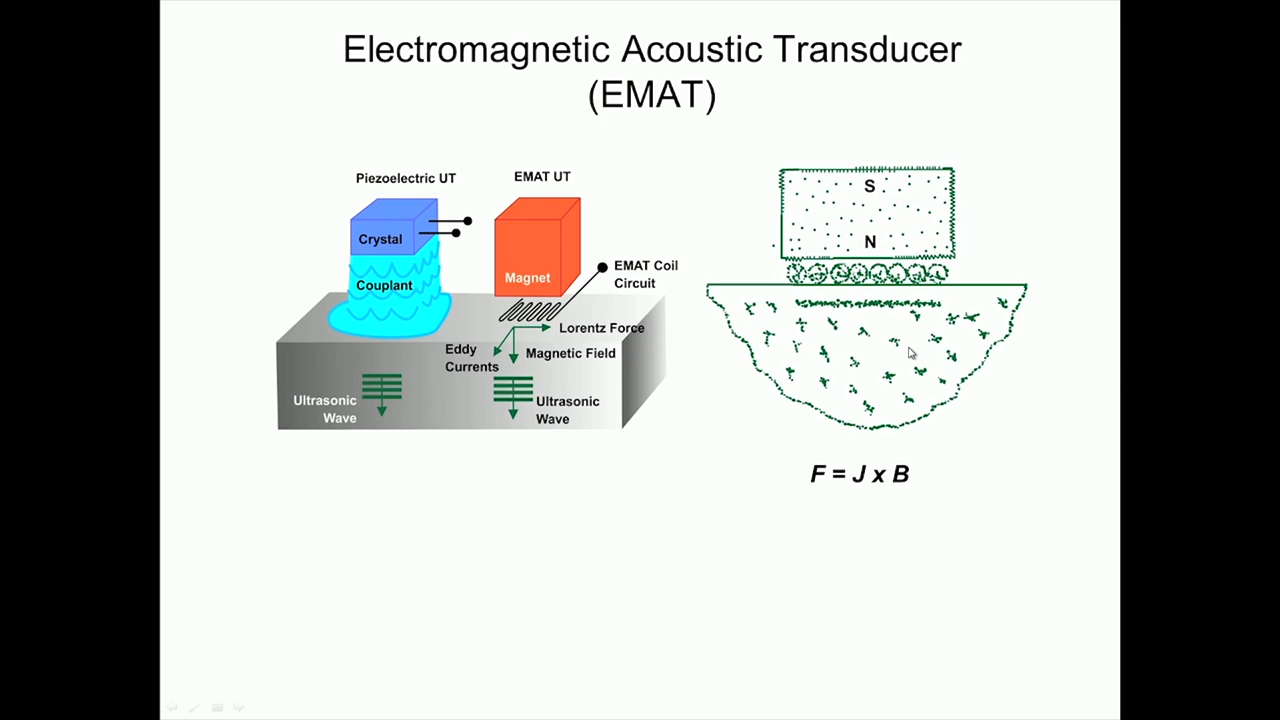 Electromagnetic Acoustic Transducer
(EMAT)
Piezoelectric UT
EMAT UT
Crystal
Couplant
Magnet
EMAT Coil
Circuit
Lorentz Force
Eddy
Currents
Magnetic Field
Ultrasonic
Wave
Ultrasonic
Wave
S
N
F = J x B